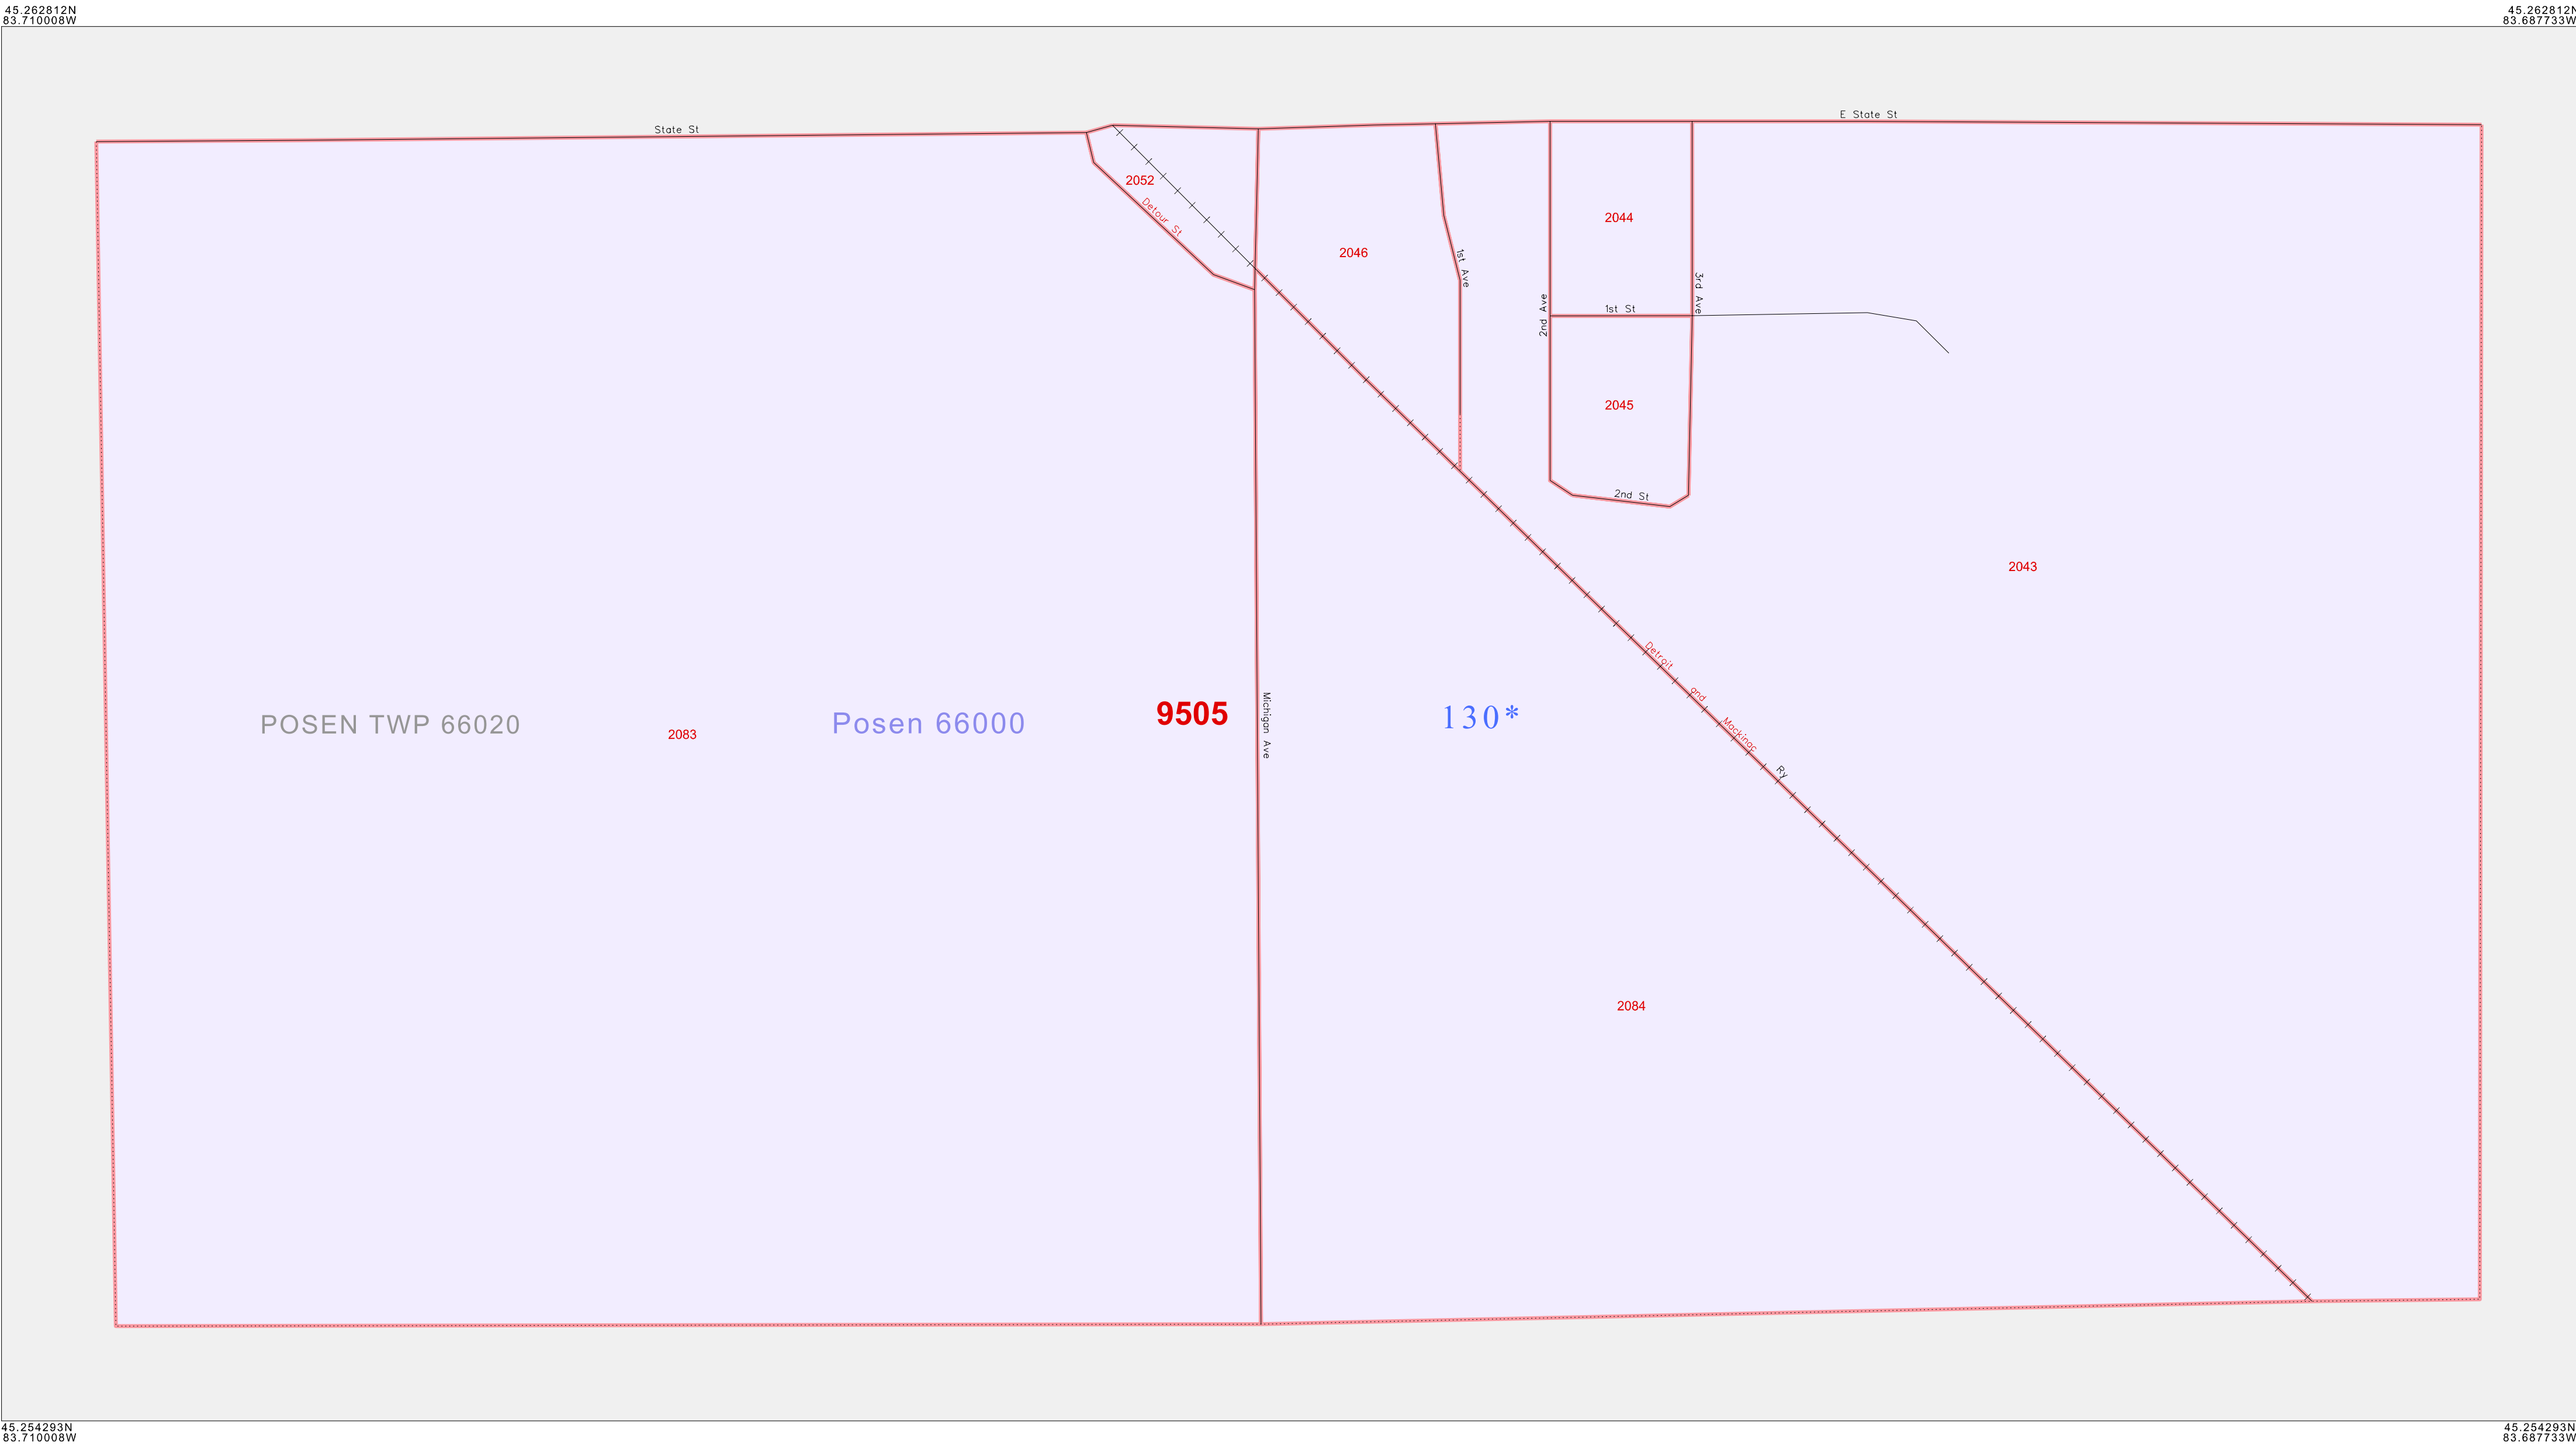 45.262812N
83.710008W
45.262812N
83.687733W
State St
E State St
2052
Detour St
2046
1st Ave
2044
3rd Ave
2nd Ave
1st St
2045
2nd St
2043
Detroit and Mackinac Ry
POSEN TWP 66020
2083
Posen 66000
9505
Michigan Ave
130*
2084
45.254293N
83.710008W
45.254293N
83.687733W